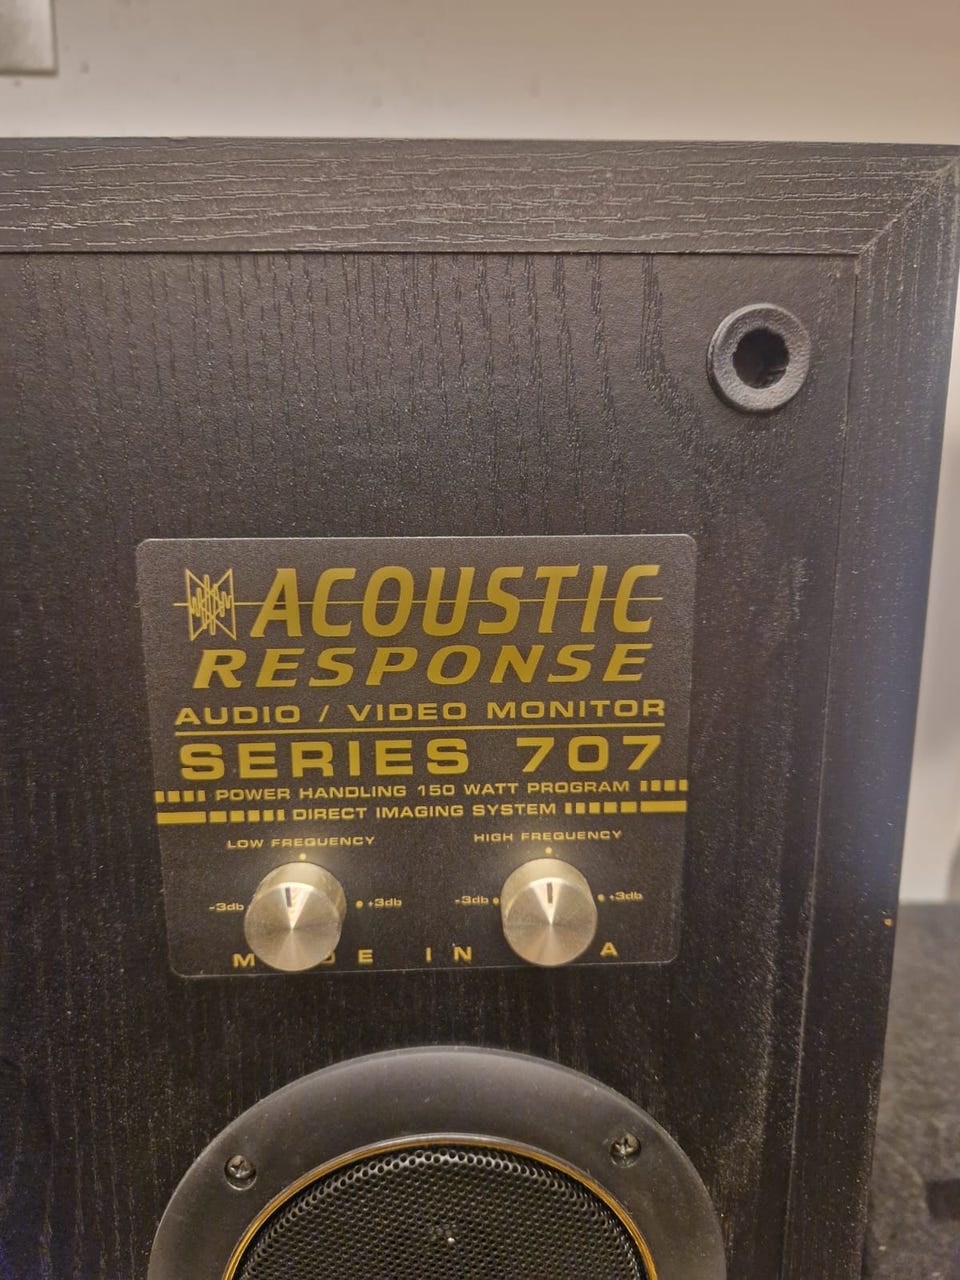 ACOUSTIC
RESPONSE
AUDIO / VIDEO MONITOR
SERIES 707
POWER HANDLING 150 WATT PROGRAM
DIRECT IMAGING SYSTEM
LOW FREQUENCY HIGH FREQUENCY
-3db +3db -3db +3db
IN